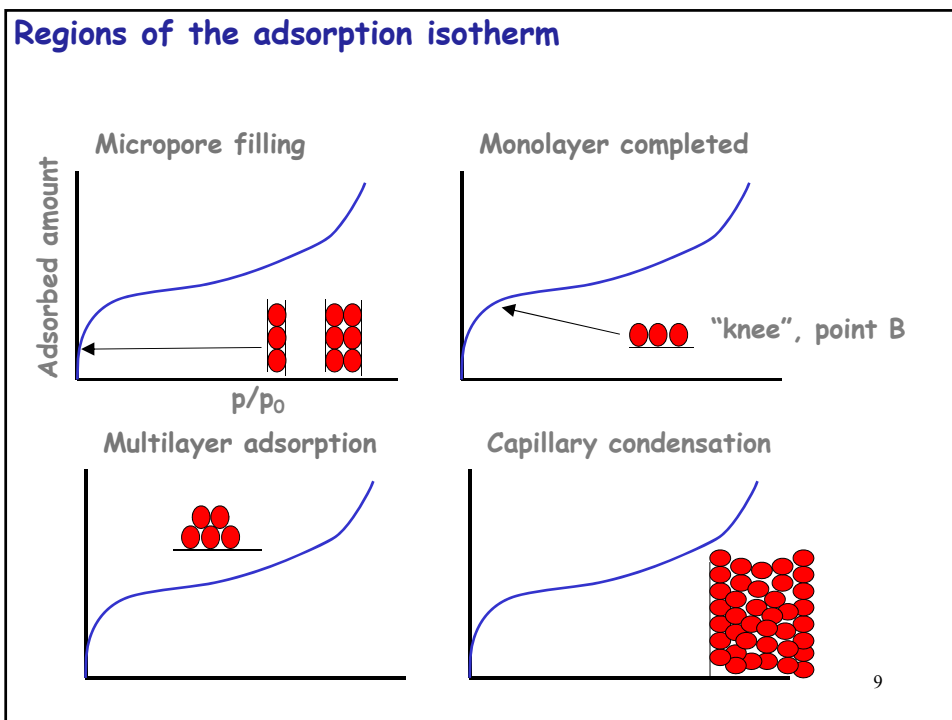 Regions of the adsorption isotherm
Micropore filling
Adsorbed amount
p/p₀
Monolayer completed
“knee”, point B
Multilayer adsorption
Capillary condensation
9